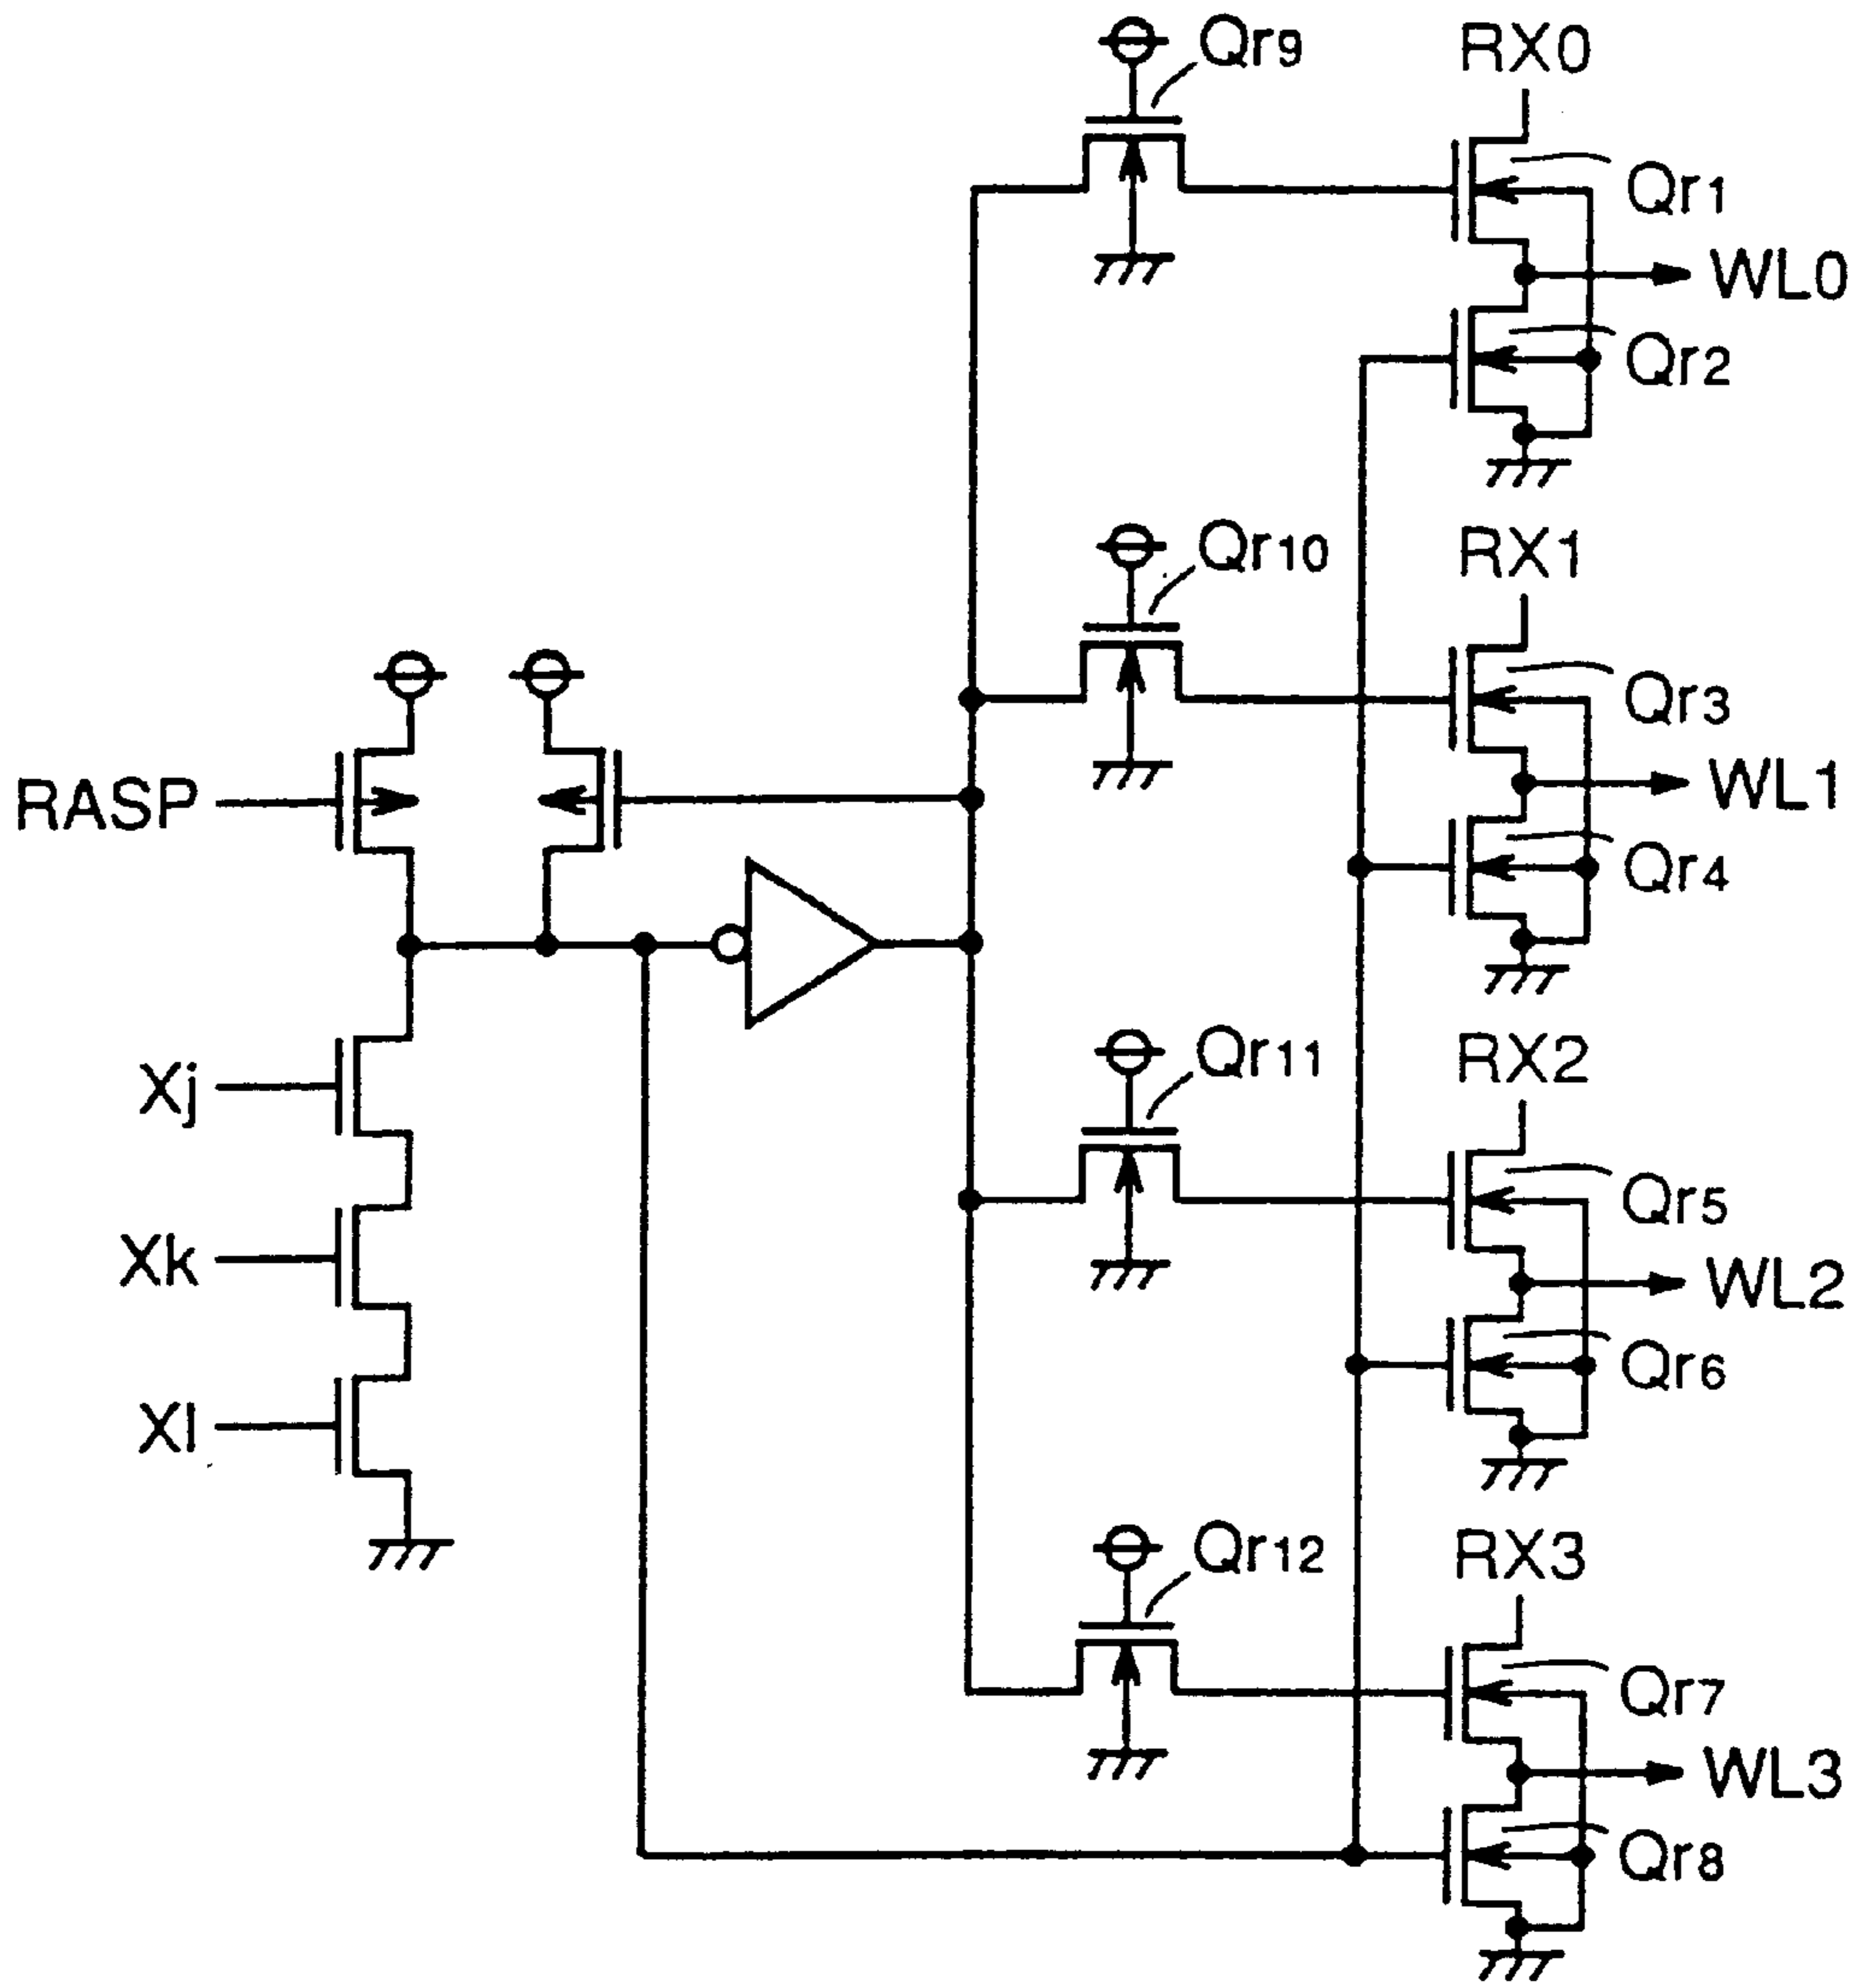 Qr9
RX0
Qr1
WL0
Qr2
Qr10
RX1
Qr3
RASP
WL1
Qr4
Xj
Qr11
RX2
Qr5
Xk
WL2
Qr6
Xl
Qr12
RX3
Qr7
WL3
Qr8